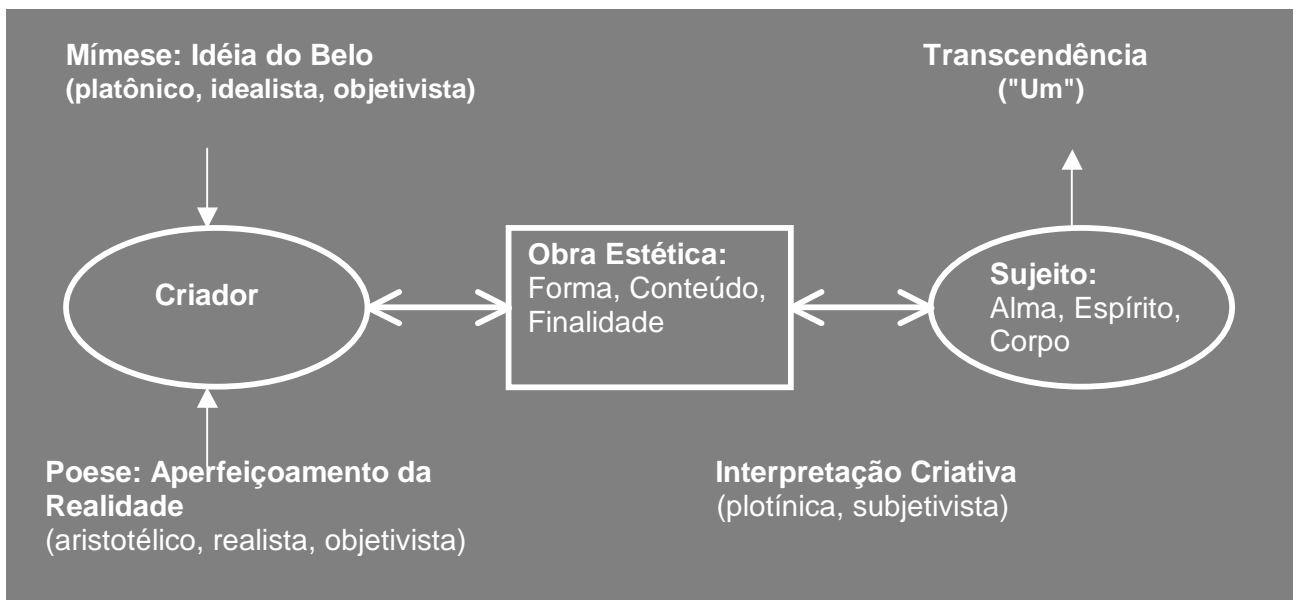 Mímese: Idéia do Belo
(platônico, idealista, objetivista)
Transcendência
("Um")
Criador
Obra Estética:
Forma, Conteúdo,
Finalidade
Sujeito:
Alma, Espírito,
Corpo
Poese: Aperfeiçoamento da
Realidade
(aristotélico, realista, objetivista)
Interpretação Criativa
(plotínica, subjetivista)